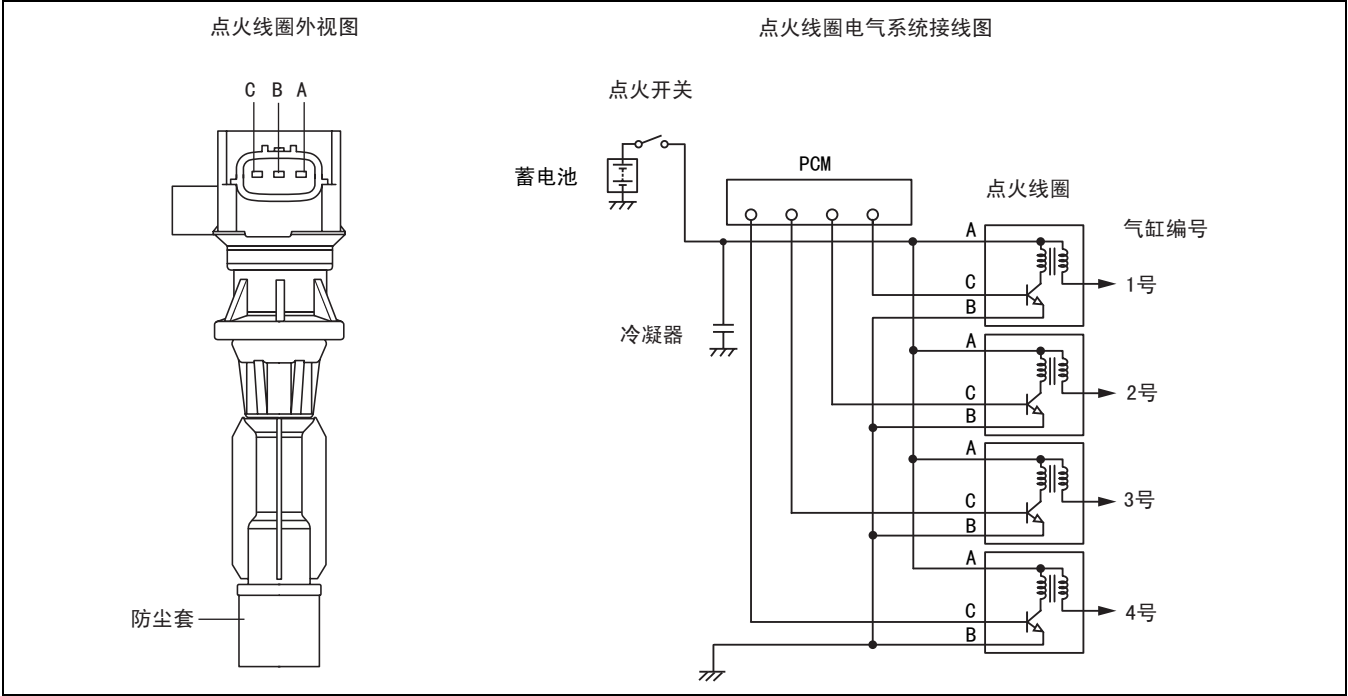 点火线圈外视图
点火线圈电气系统接线图
C B A
点火开关
蓄电池
PCM
点火线圈
气缸编号
A
C
B
1号
冷凝器
A
C
B
2号
A
C
B
3号
A
C
B
4号
防尘套